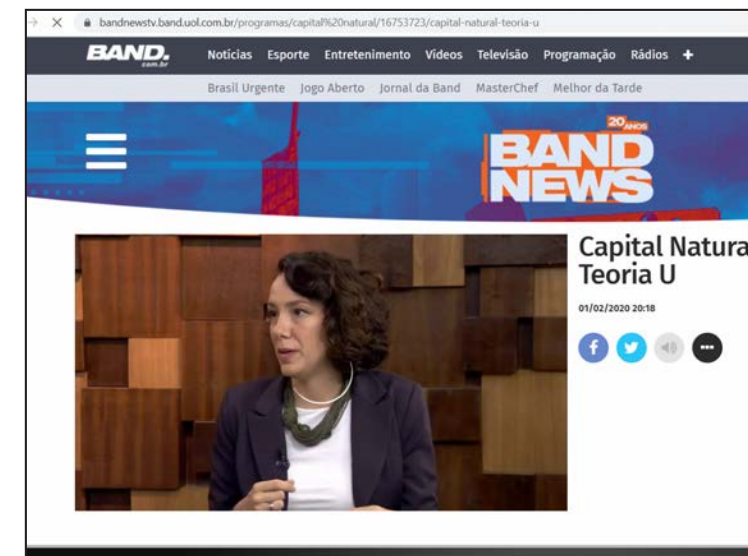 bandnewstv.band.uol.com.br/programas/capital%20natural/16753723/capital-natural-teoria-u
BAND.
com.br
Notícias Esporte Entretenimento Vídeos Televisão Programação Rádios +
Brasil Urgente Jogo Aberto Jornal da Band MasterChef Melhor da Tarde
20 ANOS
BAND
NEWS
Capital Natura
Teoria U
01/02/2020 20:18